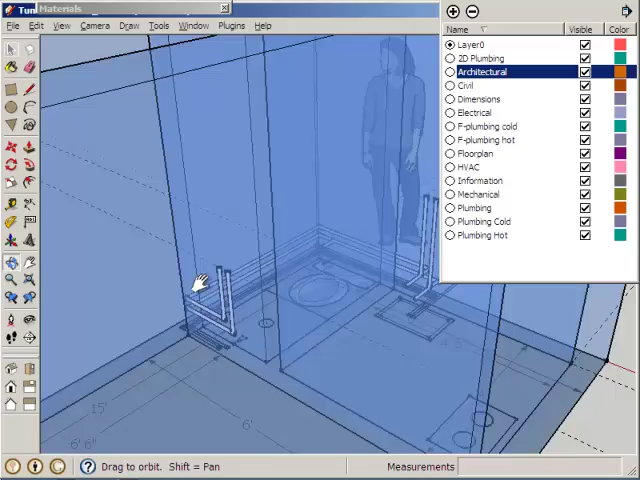 Tun Materials
File Edit View Camera Draw Tools Window Plugins Help
Name Visible Color
Layer0
2D Plumbing
Architectural
Civil
Dimensions
Electrical
F-plumbing cold
F-plumbing hot
Floorplan
HVAC
Information
Mechanical
Plumbing
Plumbing Cold
Plumbing Hot
15'
6'
6' 6"
Drag to orbit. Shift = Pan Measurements